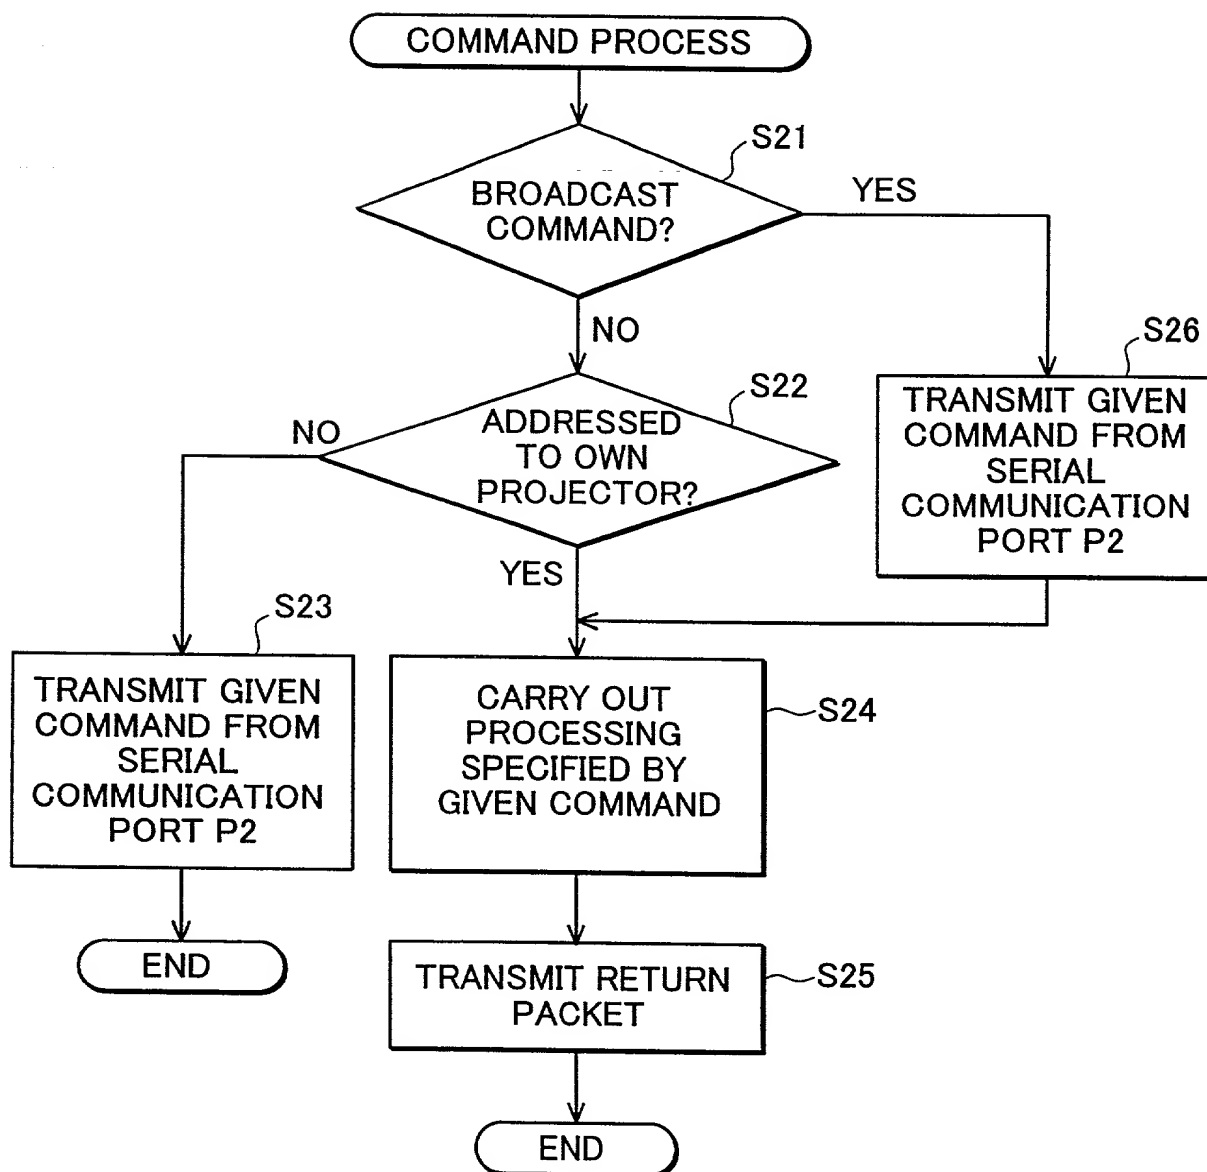 COMMAND PROCESS
S21
BROADCAST
COMMAND?
YES
NO
S26
TRANSMIT GIVEN
COMMAND FROM
SERIAL
COMMUNICATION
PORT P2
S22
ADDRESSED
TO OWN
PROJECTOR?
NO
YES
S23
TRANSMIT GIVEN
COMMAND FROM
SERIAL
COMMUNICATION
PORT P2
END
S24
CARRY OUT
PROCESSING
SPECIFIED BY
GIVEN COMMAND
S25
TRANSMIT RETURN
PACKET
END